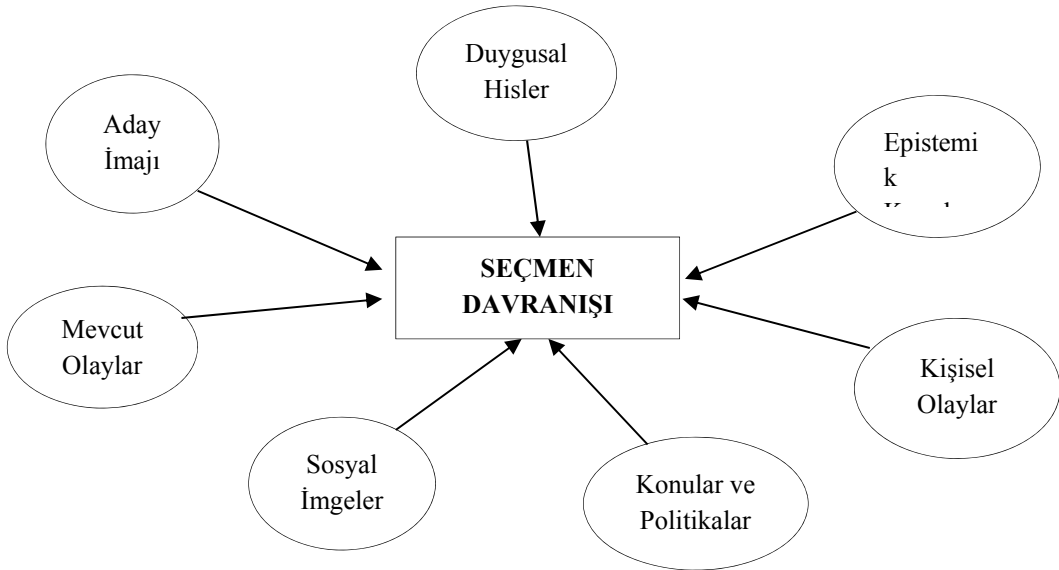 Duygusal
Hisler
Aday
İmajı
Epistemi
k
SEÇMEN
DAVRANIŞI
Mevcut
Olaylar
Kişisel
Olaylar
Sosyal
İmgeler
Konular ve
Politikalar